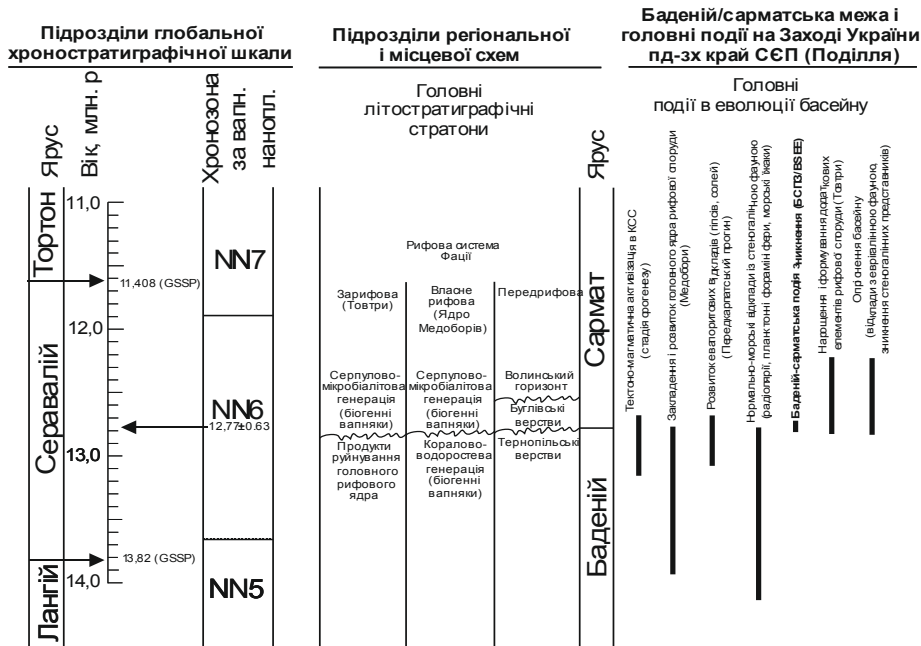 Підрозділи глобальної
хроностратиграфічної шкали
Підрозділи регіональної
і місцевої схем
Баденій/сарматська межа і
головні події на Заході України
пд-зх край СЄП (Поділля)
Ярус
Вік, млн. р
Хронозона
за вапн.
нанопл.
Головні
літостратиграфічні
стратони
Ярус
Головні
події в еволюції басейну
Тортон
Серавалій
Лангій
11,0
12,0
13,0
14,0
11,408 (GSSP)
12,77±0.63
13,82 (GSSP)
NN7
NN6
NN5
Рифова система
Фації
Зарифова
(Товтри)
Власне
рифова
(Ядро
Медоборів)
Передрифова
Серпулово-
мікробіалітова
генерація
(біогенні
вапняки)
Серпулово-
мікробіалітова
генерація
(біогенні
вапняки)
Волинський
горизонт
Буглівські
верстви
Продукти
руйнування
головного
рифового
ядра
Коралово-
водоростева
генерація
(біогенні
вапняки)
Тернопільські
верстви
Сармат
Баденій
Тектоно-магматична активізація в КСС
(стадія орогенезу)
Закладення і розвиток головного ядра рифової споруди
(Медобори)
Розвиток евапоритових відкладів (гіпсів, солей)
(Передкарпатський прогин)
Нормально-морські відклади із стеногалінною фауною
(радіолярії, планктонні форамініфери, морські їжаки)
Баденій-сарматська подія зникнення (БСПЗ/BSEE)
Нарощення і формування додаткових
елементів рифової споруди (Товтри)
Опріснення басейну
(відклади з евригалінною фауною,
зникнення стеногалінних представників)